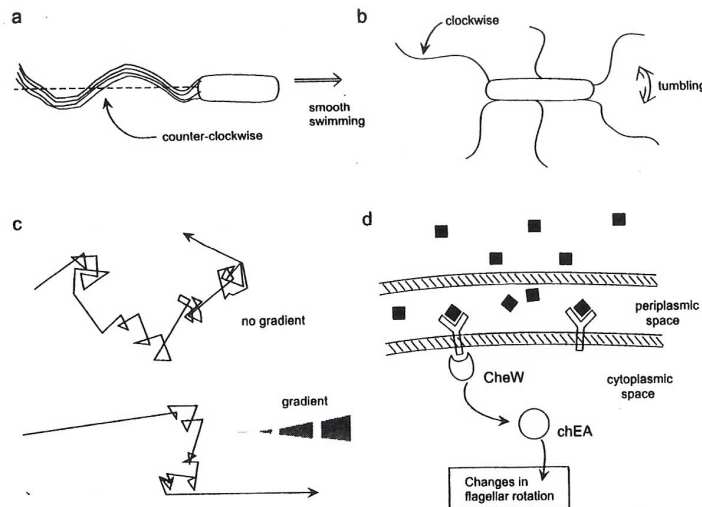 a
smooth
swimming
counter-clockwise
b
clockwise
tumbling
c
no gradient
gradient
d
periplasmic
space
CheW
cytoplasmic
space
chEA
Changes in
flagellar rotation